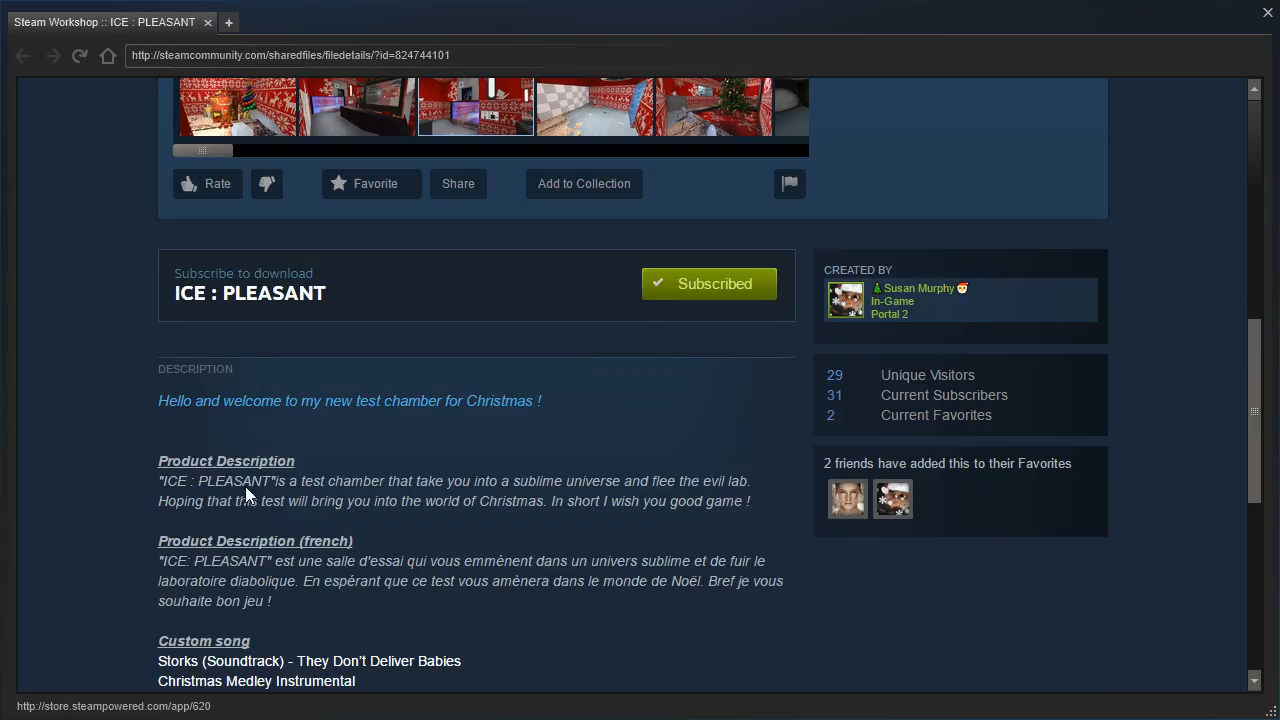 Steam Workshop :: ICE : PLEASANT
http://steamcommunity.com/sharedfiles/filedetails/?id=824744101
Rate
Favorite
Share
Add to Collection
Subscribe to download
ICE : PLEASANT
Subscribed
CREATED BY
Susan Murphy
In-Game
Portal 2
29 Unique Visitors
31 Current Subscribers
2 Current Favorites
2 friends have added this to their Favorites
DESCRIPTION
Hello and welcome to my new test chamber for Christmas !
Product Description
"ICE : PLEASANT"is a test chamber that take you into a sublime universe and flee the evil lab.
Hoping that this test will bring you into the world of Christmas. In short I wish you good game !
Product Description (french)
"ICE: PLEASANT" est une salle d'essai qui vous emmènent dans un univers sublime et de fuir le
laboratoire diabolique. En espérant que ce test vous amènera dans le monde de Noël. Bref je vous
souhaite bon jeu !
Custom song
Storks (Soundtrack) - They Don't Deliver Babies
Christmas Medley Instrumental
http://store.steampowered.com/app/620